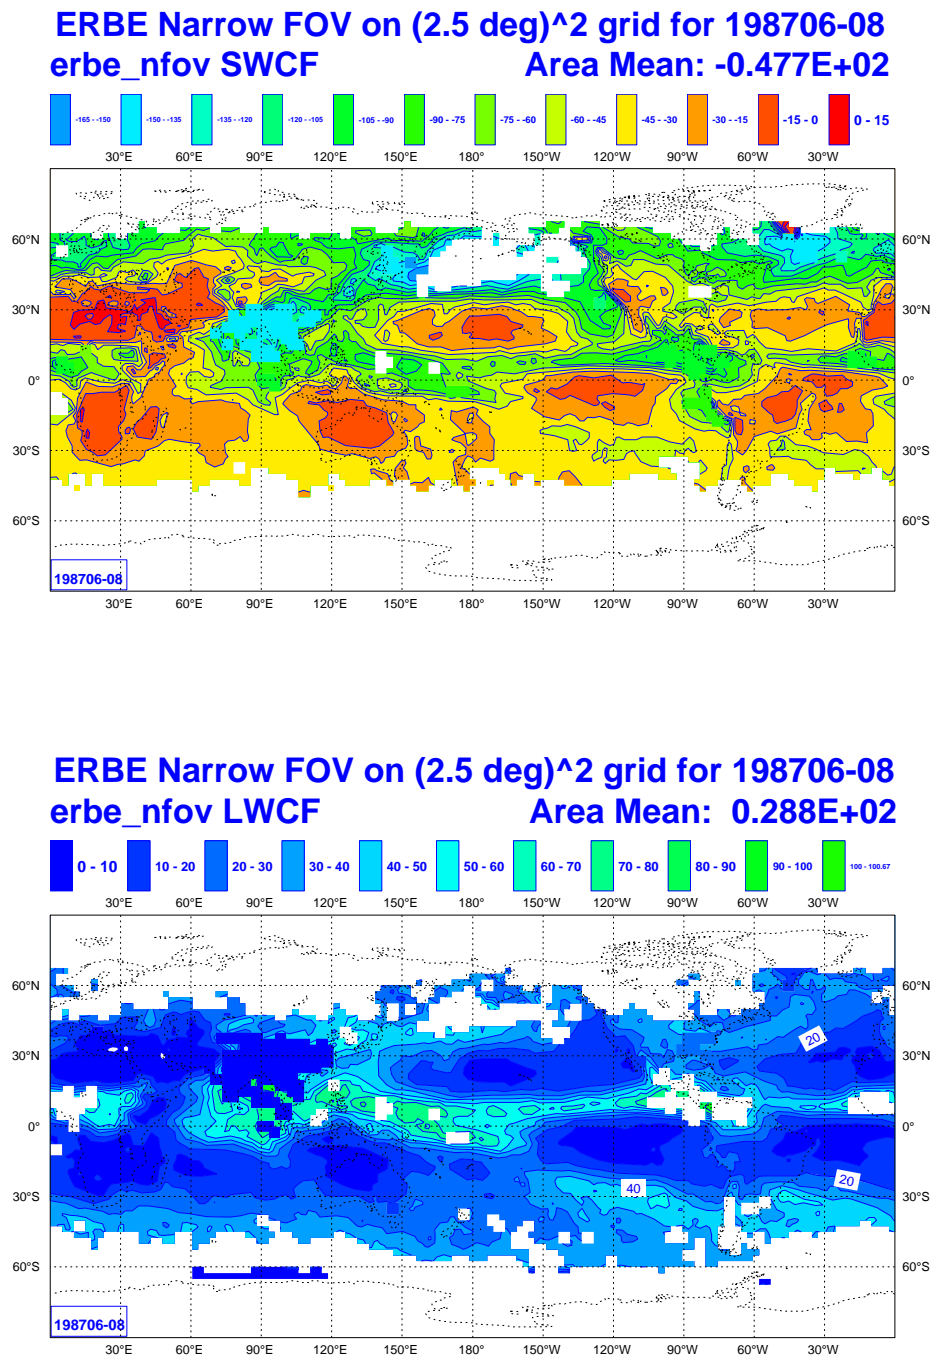 ERBE Narrow FOV on (2.5 deg)^2 grid for 198706-08
erbe_nfov SWCF Area Mean: -0.477E+02
-165 - -150 -150 - -135 -135 - -120 -120 - -105 -105 - -90 -90 - -75 -75 - -60 -60 - -45 -45 - -30 -30 - -15 -15 - 0 0 - 15
30°E 60°E 90°E 120°E 150°E 180° 150°W 120°W 90°W 60°W 30°W
60°N 60°N
30°N 30°N
0° 0°
30°S 30°S
60°S 60°S
198706-08
30°E 60°E 90°E 120°E 150°E 180° 150°W 120°W 90°W 60°W 30°W
ERBE Narrow FOV on (2.5 deg)^2 grid for 198706-08
erbe_nfov LWCF Area Mean: 0.288E+02
0 - 10 10 - 20 20 - 30 30 - 40 40 - 50 50 - 60 60 - 70 70 - 80 80 - 90 90 - 100 100 - 100.67
30°E 60°E 90°E 120°E 150°E 180° 150°W 120°W 90°W 60°W 30°W
60°N 60°N
20
30°N 30°N
0° 0°
20
40
30°S 30°S
60°S 60°S
198706-08
30°E 60°E 90°E 120°E 150°E 180° 150°W 120°W 90°W 60°W 30°W